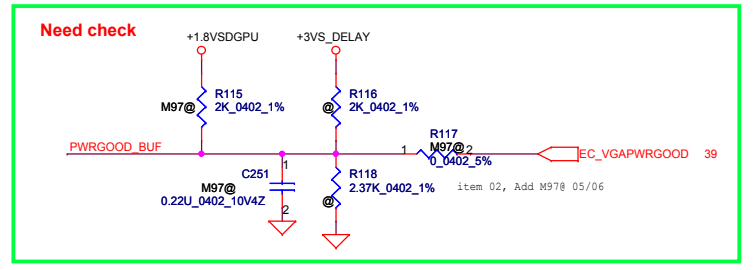 Need check
+1.8VSDGPU
+3VS_DELAY
R115
M97@
2K_0402_1%
R116
@
2K_0402_1%
PWRGOOD_BUF
R117
1
M97@
2
0_0402_5%
EC_VGAPWRGOOD 39
C251
1
M97@
0.22U_0402_10V4Z
2
R118
2.37K_0402_1%
@
item 02, Add M97@ 05/06